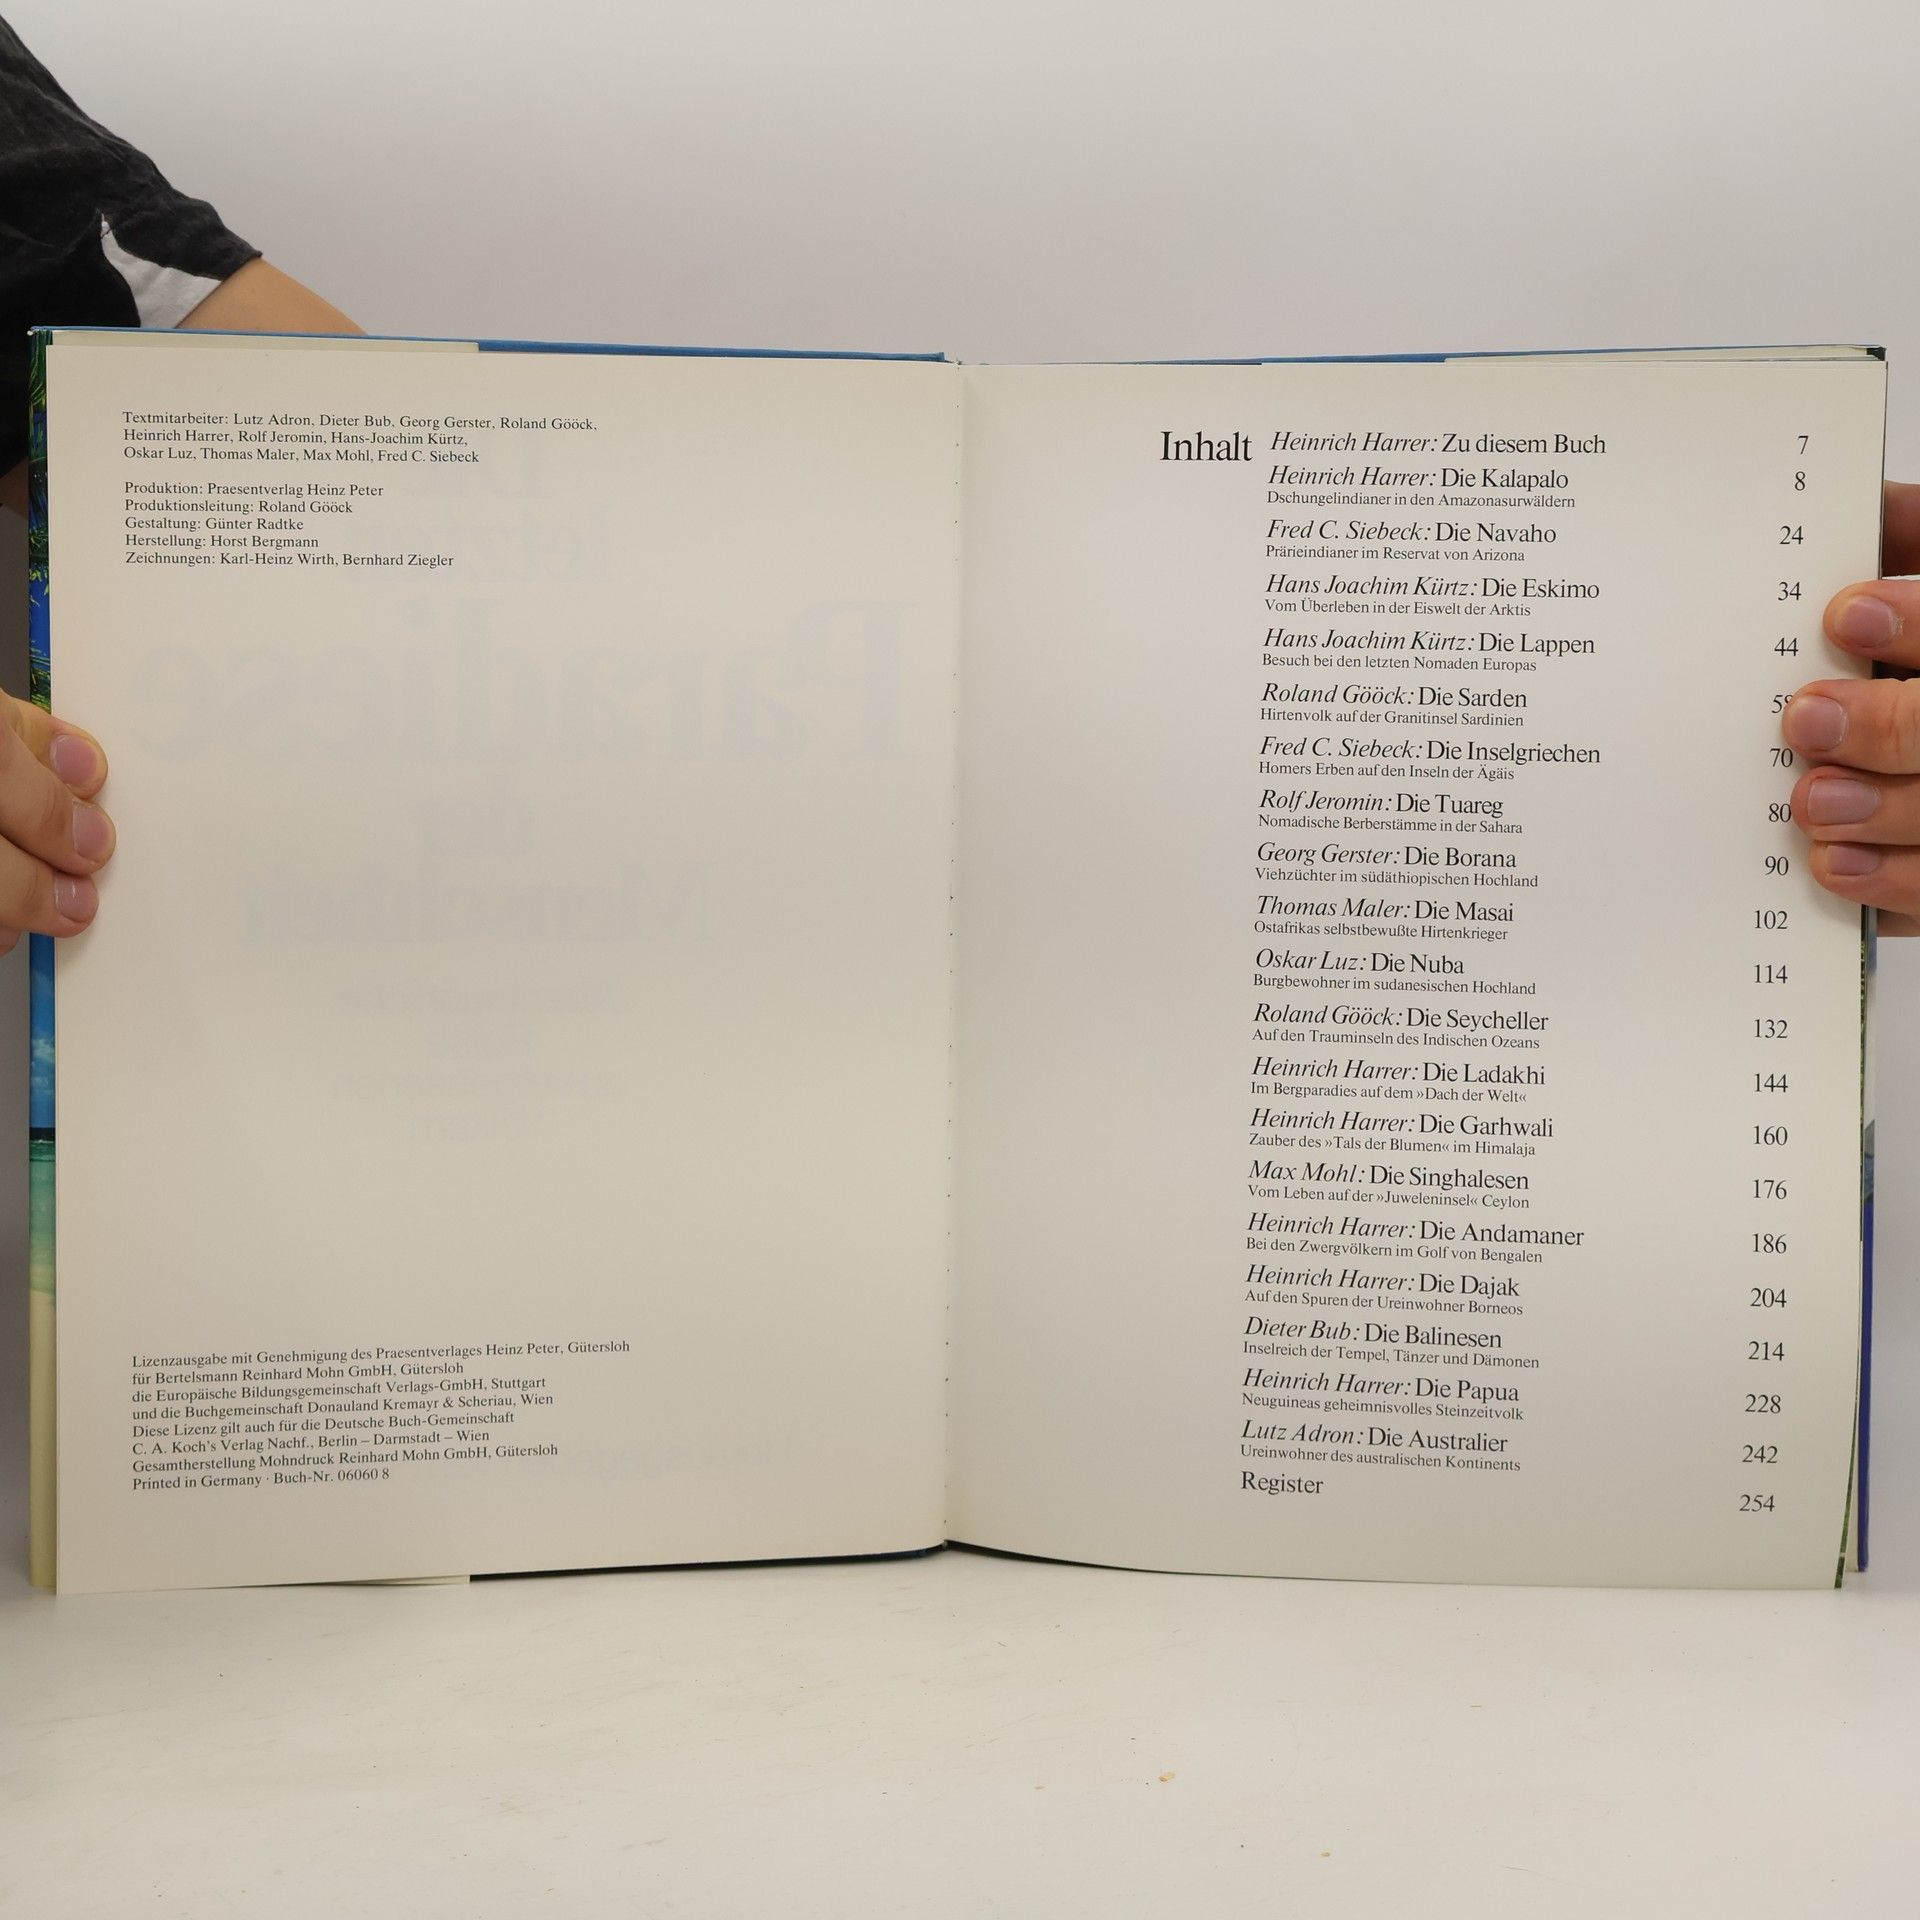 Textmitarbeiter: Lutz Adron, Dieter Bub, Georg Gerster, Roland Gööck,
Heinrich Harrer, Rolf Jeromin, Hans-Joachim Kürtz,
Oskar Luz, Thomas Maler, Max Mohl, Fred C. Siebeck
Produktion: Praesentverlag Heinz Peter
Produktionsleitung: Roland Gööck
Gestaltung: Günter Radtke
Herstellung: Horst Bergmann
Zeichnungen: Karl-Heinz Wirth, Bernhard Ziegler
Lizenzausgabe mit Genehmigung des Praesentverlages Heinz Peter, Gütersloh
für Bertelsmann Reinhard Mohn GmbH, Gütersloh
die Europäische Bildungsgemeinschaft Verlags-GmbH, Stuttgart
und die Buchgemeinschaft Donauland Kremayr & Scheriau, Wien
Diese Lizenz gilt auch für die Deutsche Buch-Gemeinschaft
C. A. Koch's Verlag Nachf., Berlin – Darmstadt – Wien
Gesamtherstellung Mohndruck Reinhard Mohn GmbH, Gütersloh
Printed in Germany · Buch-Nr. 06060 8
Inhalt Heinrich Harrer: Zu diesem Buch 7
Heinrich Harrer: Die Kalapalo 8
Dschungelindianer in den Amazonasurwäldern
Fred C. Siebeck: Die Navaho 24
Prärieindianer im Reservat von Arizona
Hans Joachim Kürtz: Die Eskimo 34
Vom Überleben in der Eiswelt der Arktis
Hans Joachim Kürtz: Die Lappen 44
Besuch bei den letzten Nomaden Europas
Roland Gööck: Die Sarden
Hirtenvolk auf der Granitinsel Sardinien
Fred C. Siebeck: Die Inselgriechen 70
Homers Erben auf den Inseln der Ägäis
Rolf Jeromin: Die Tuareg 80
Nomadische Berberstämme in der Sahara
Georg Gerster: Die Borana 90
Viehzüchter im südäthiopischen Hochland
Thomas Maler: Die Masai 102
Ostafrikas selbstbewußte Hirtenkrieger
Oskar Luz: Die Nuba 114
Burgbewohner im sudanesischen Hochland
Roland Gööck: Die Seycheller 132
Auf den Trauminseln des Indischen Ozeans
Heinrich Harrer: Die Ladakhi 144
Im Bergparadies auf dem »Dach der Welt«
Heinrich Harrer: Die Garhwali 160
Zauber des »Tals der Blumen« im Himalaja
Max Mohl: Die Singhalesen 176
Vom Leben auf der »Juweleninsel« Ceylon
Heinrich Harrer: Die Andamaner 186
Bei den Zwergvölkern im Golf von Bengalen
Heinrich Harrer: Die Dajak 204
Auf den Spuren der Ureinwohner Borneos
Dieter Bub: Die Balinesen 214
Inselreich der Tempel, Tänzer und Dämonen
Heinrich Harrer: Die Papua 228
Neuguineas geheimnisvolles Steinzeitvolk
Lutz Adron: Die Australier 242
Ureinwohner des australischen Kontinents
Register 254